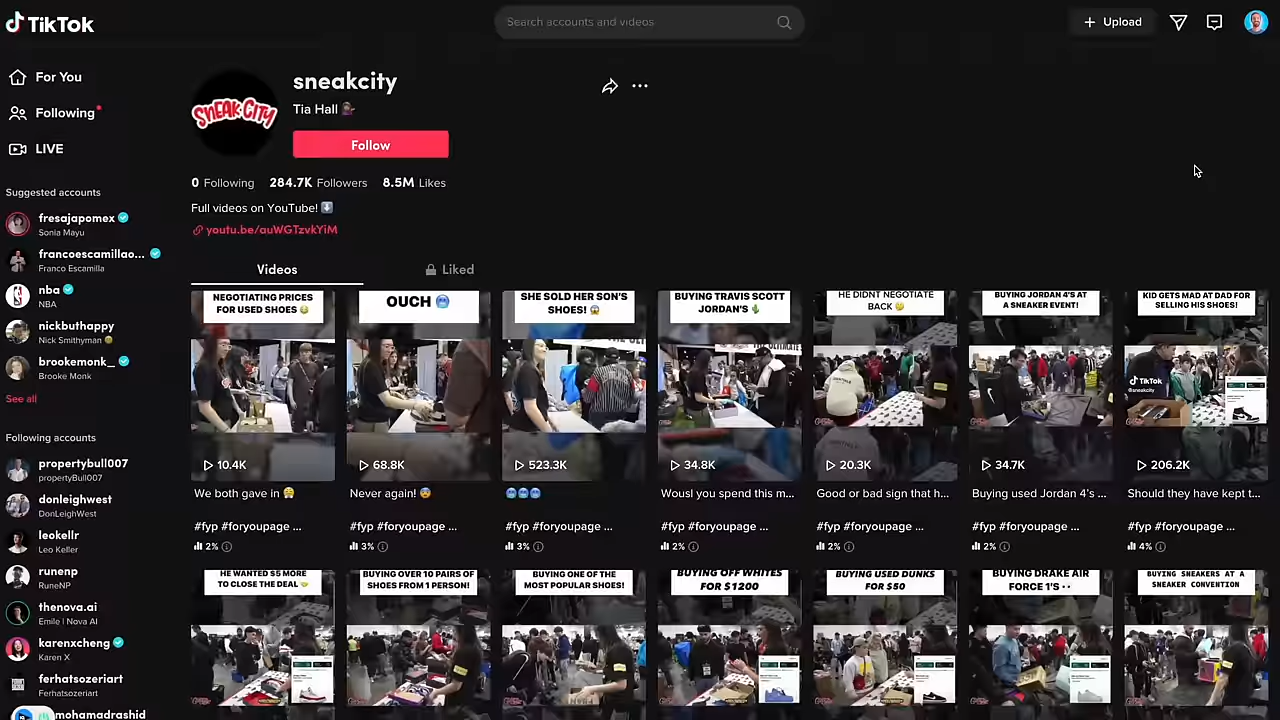 TikTok
Search accounts and videos
+ Upload
For You
Following
LIVE
Suggested accounts
fresajapomex
Sonia Mayu
francoescamillao...
Franco Escamilla
nba
NBA
nickbuthappy
Nick Smithyman
brookemonk_
Brooke Monk
See all
Following accounts
propertybull007
propertyBull007
donleighwest
DonLeighWest
leokellr
Leo Keller
runenp
RuneNP
thenova.ai
Emile | Nova AI
karenxcheng
Karen X
ferhatsozeriart
Ferhatsozeriart
mohamadrashid
SNEAK CITY
sneakcity
Tia Hall
Follow
0 Following 284.7K Followers 8.5M Likes
Full videos on YouTube! ⬇️
youtu.be/auWGTzvkYiM
Videos
Liked
NEGOTIATING PRICES
FOR USED SHOES 😂
10.4K
We both gave in 😤
#fyp #foryoupage ...
2%
OUCH 🥶
68.8K
Never again! 😨
#fyp #foryoupage ...
3%
SHE SOLD HER SON'S
SHOES! 😱
523.3K
🥶🥶🥶
#fyp #foryoupage ...
3%
BUYING TRAVIS SCOTT
JORDAN'S 🌵
34.8K
Wousl you spend this m...
#fyp #foryoupage ...
2%
HE DIDNT NEGOTIATE
BACK
20.3K
Good or bad sign that h...
#fyp #foryoupage ...
2%
BUYING JORDAN 4'S AT
A SNEAKER EVENT!
34.7K
Buying used Jordan 4's ...
#fyp #foryoupage ...
2%
KID GETS MAD AT DAD FOR
SELLING HIS SHOES!
TikTok
@sneakcity
206.2K
Should they have kept t...
#fyp #foryoupage ...
4%
HE WANTED $5 MORE
TO CLOSE THE DEAL
BUYING OVER 10 PAIRS OF
SHOES FROM 1 PERSON!
BUYING ONE OF THE
MOST POPULAR SHOES!
BUYING OFF WHITES
FOR $1200
BUYING USED DUNKS
FOR $50
BUYING DRAKE AIR
FORCE 1'S 👀
BUYING SNEAKERS AT A
SNEAKER CONVENTION